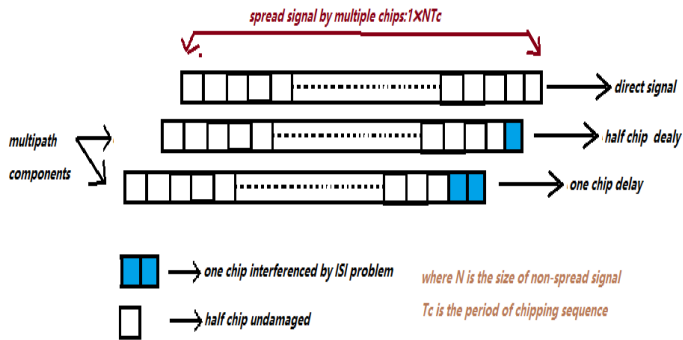 spread signal by multiple chips:1×NTc
direct signal
half chip dealy
multipath
components
one chip delay
one chip interferenced by ISI problem
half chip undamaged
where N is the size of non-spread signal
Tc is the period of chipping sequence